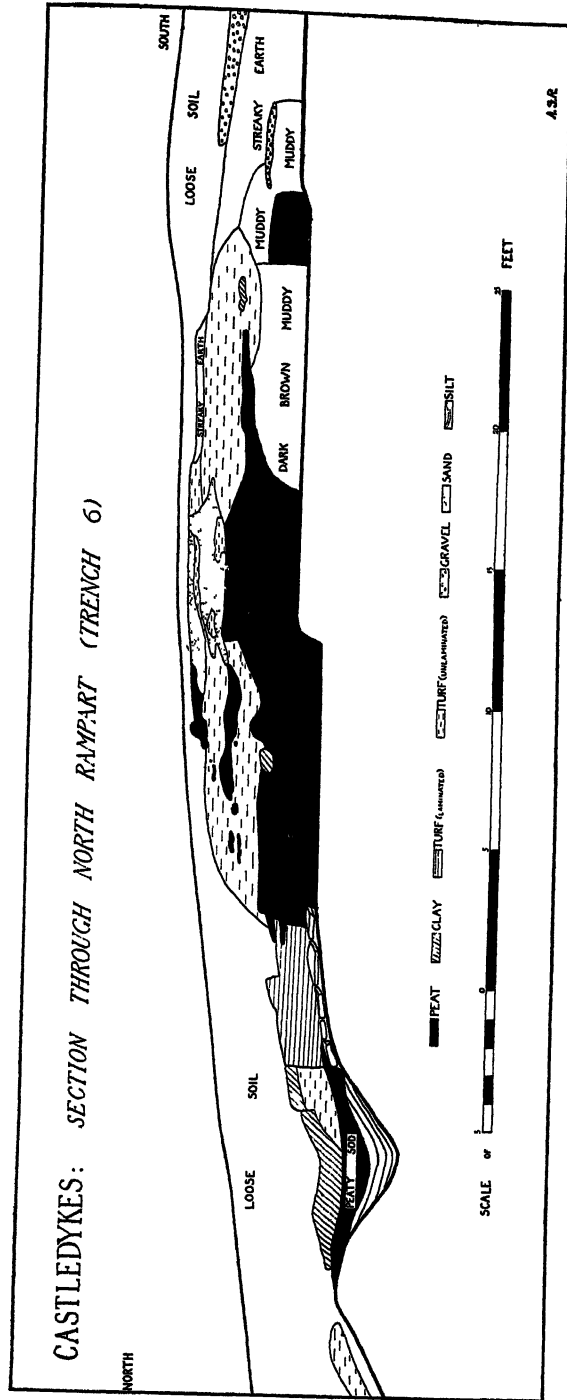 CASTLEDYKES: SECTION THROUGH NORTH RAMPART (TRENCH 6)
NORTH
SOUTH
LOOSE SOIL
LOOSE SOIL
STREAKY EARTH
STREAKY EARTH
MUDDY
MUDDY
DARK BROWN MUDDY
PEATY SOD
PEAT CLAY TURF (LAMINATED) TURF (UNLAMINATED) GRAVEL SAND SILT
SCALE OF
5 0 5 10 15 20 25 FEET
A.S.R.